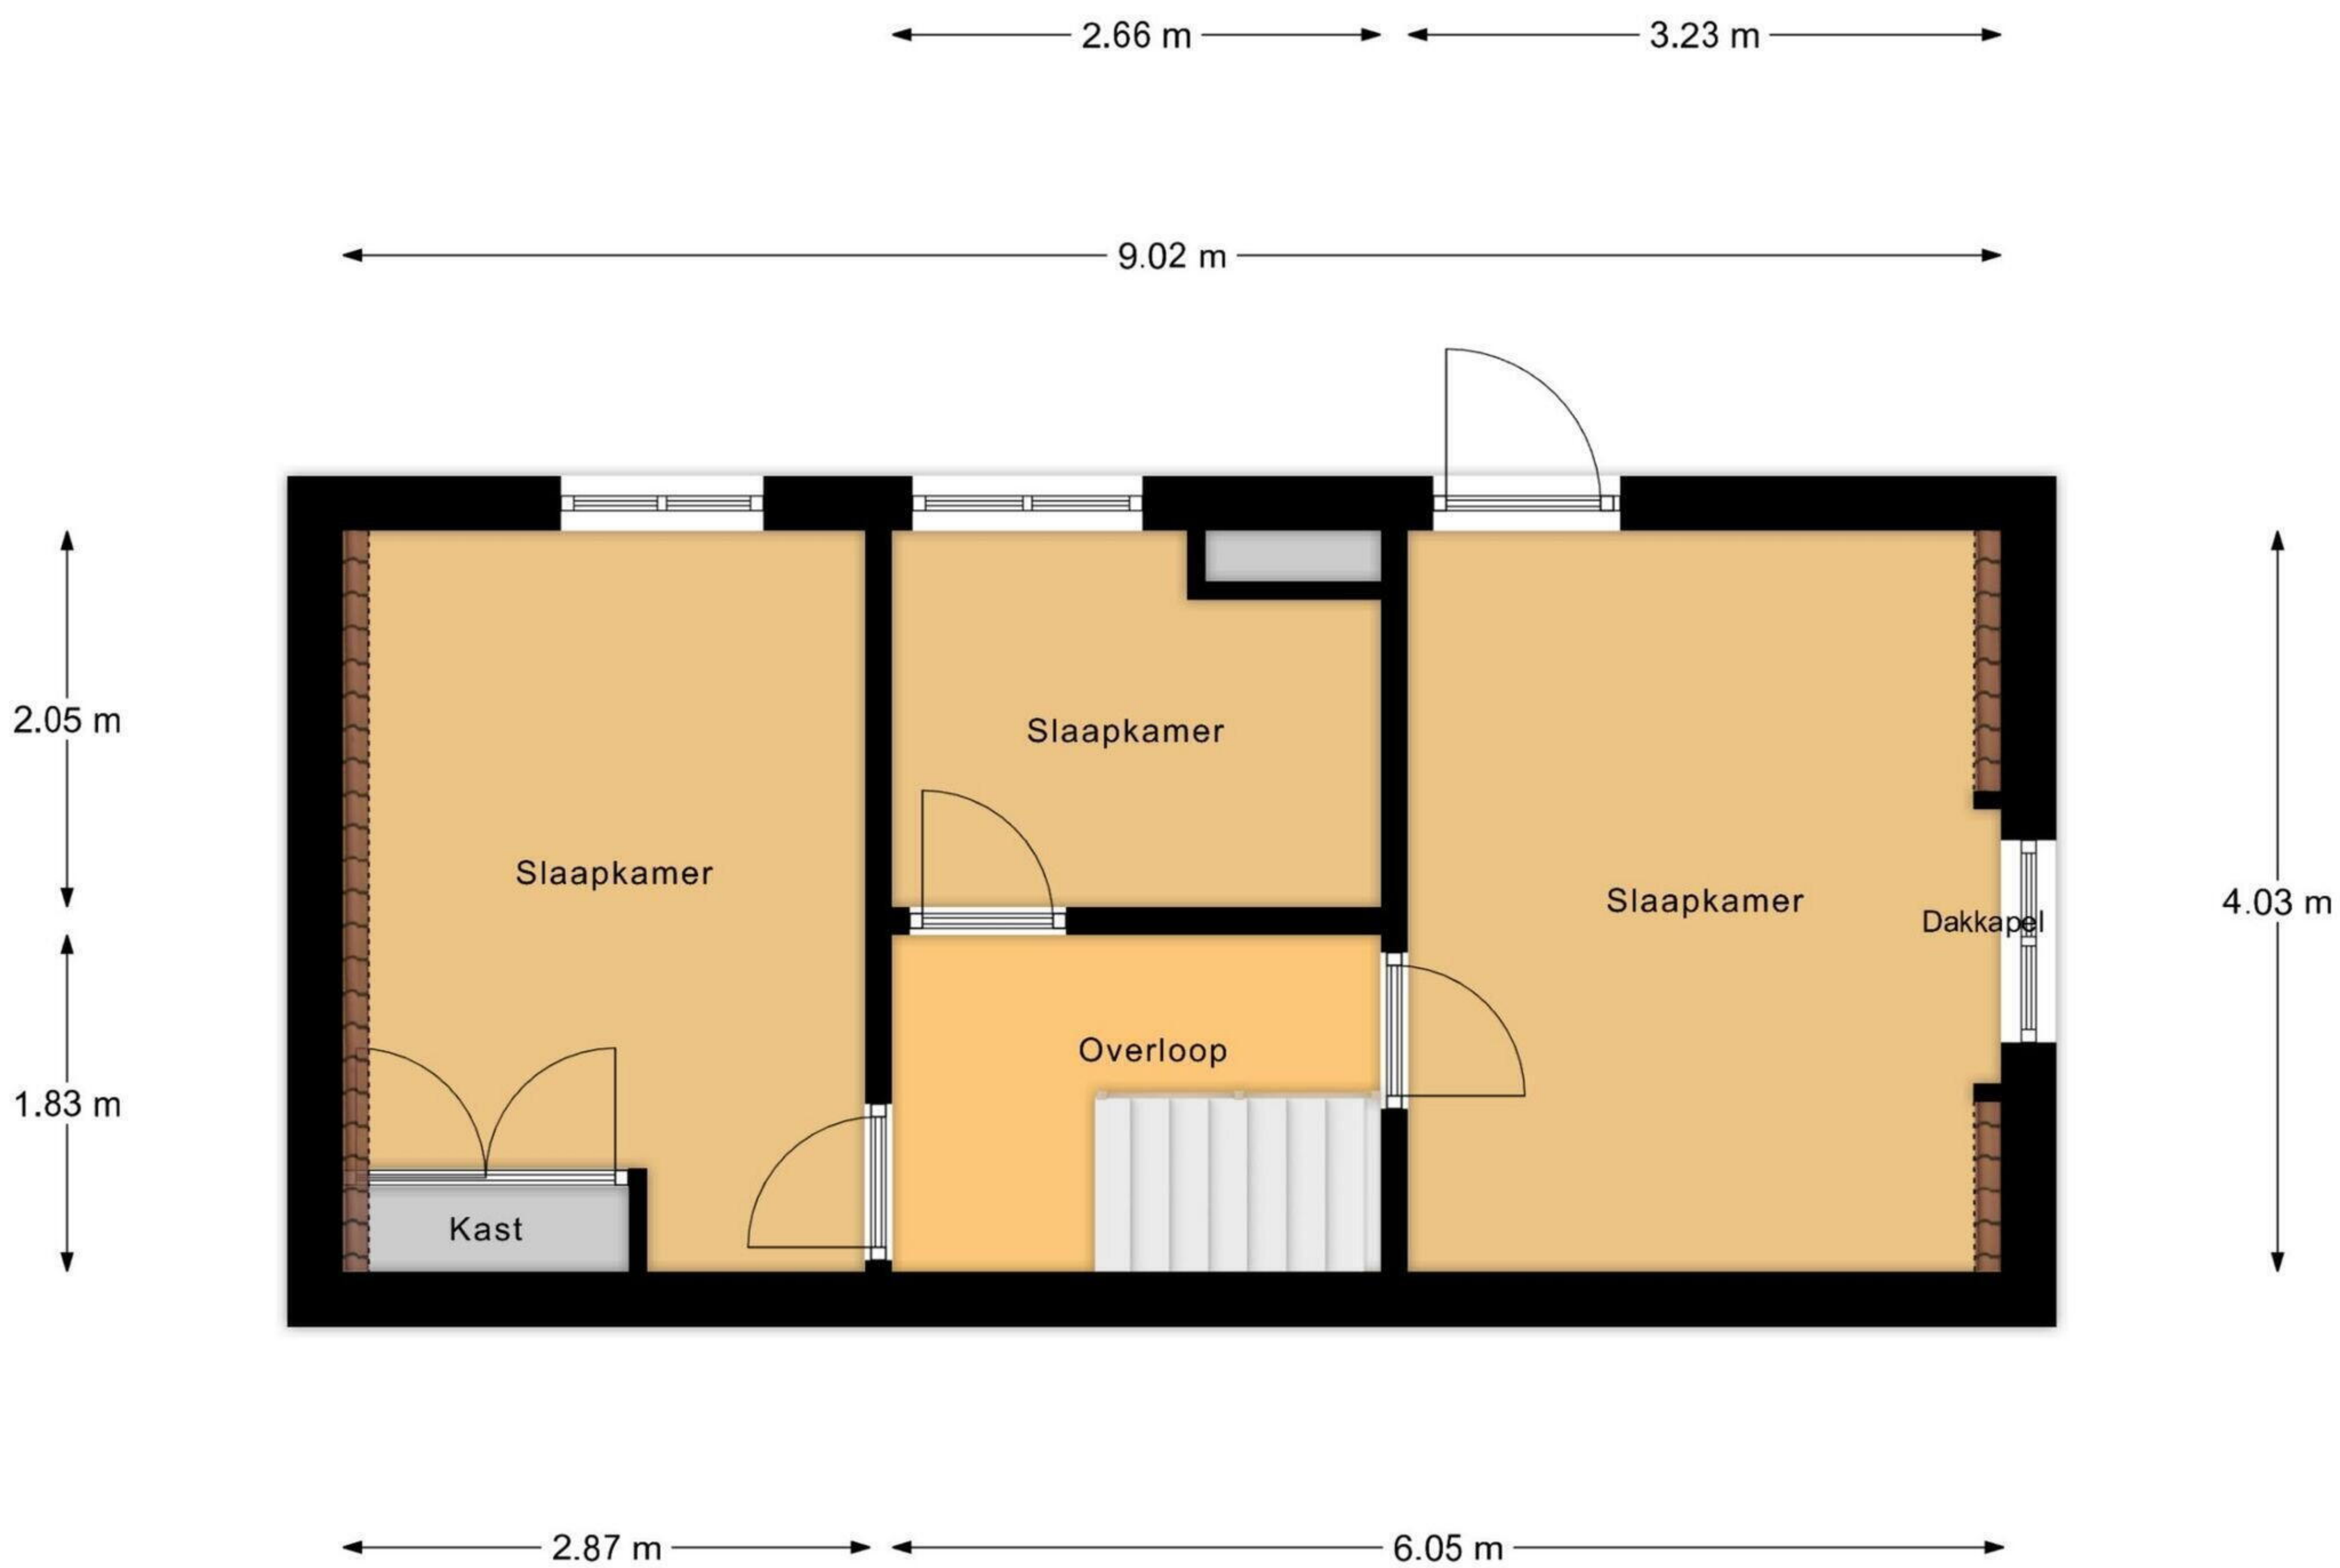 2.66 m
3.23 m
9.02 m
2.05 m
Slaapkamer
Slaapkamer
Slaapkamer
4.03 m
Dakkapel
Overloop
1.83 m
Kast
2.87 m
6.05 m